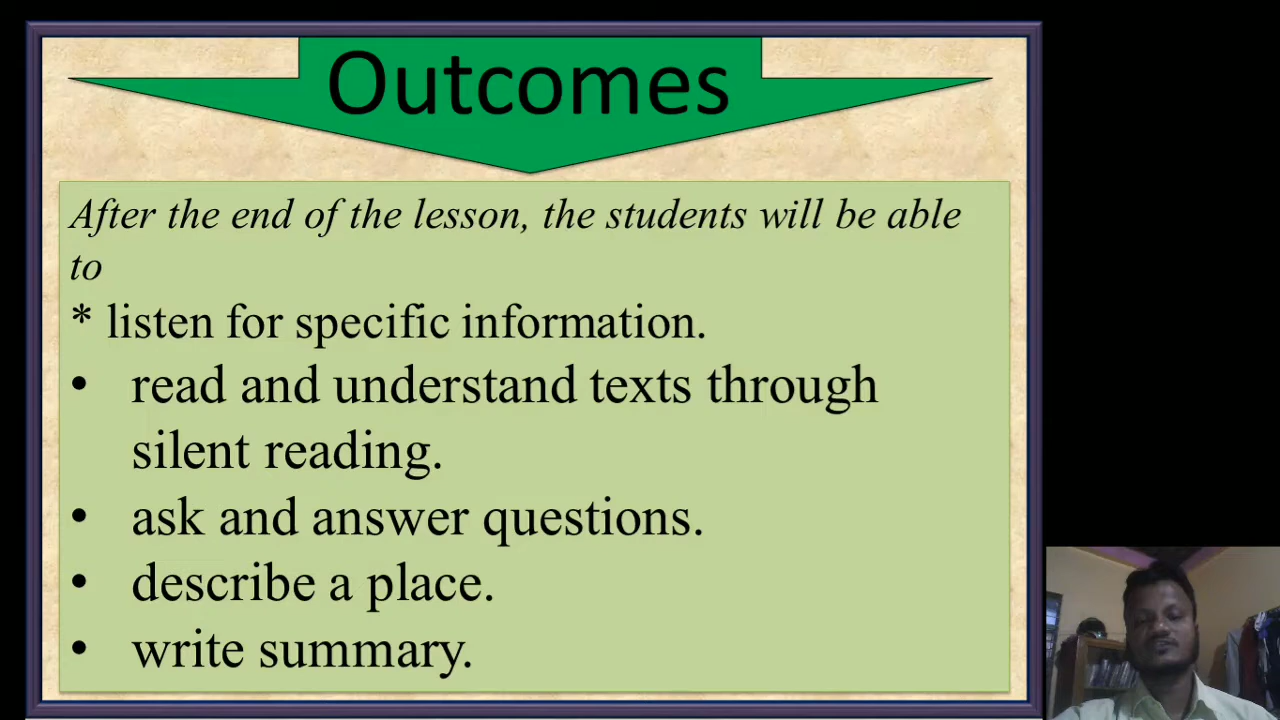 Outcomes
After the end of the lesson, the students will be able
to
* listen for specific information.
• read and understand texts through
silent reading.
• ask and answer questions.
• describe a place.
• write summary.